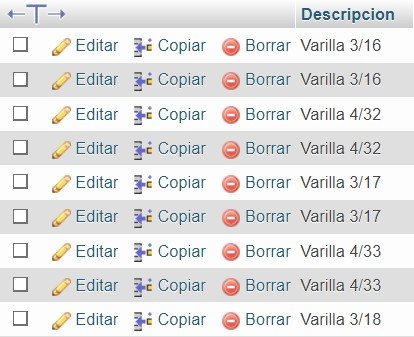 Descripcion
Editar Copiar Borrar Varilla 3/16
Editar Copiar Borrar Varilla 3/16
Editar Copiar Borrar Varilla 4/32
Editar Copiar Borrar Varilla 4/32
Editar Copiar Borrar Varilla 3/17
Editar Copiar Borrar Varilla 3/17
Editar Copiar Borrar Varilla 4/33
Editar Copiar Borrar Varilla 4/33
Editar Copiar Borrar Varilla 3/18